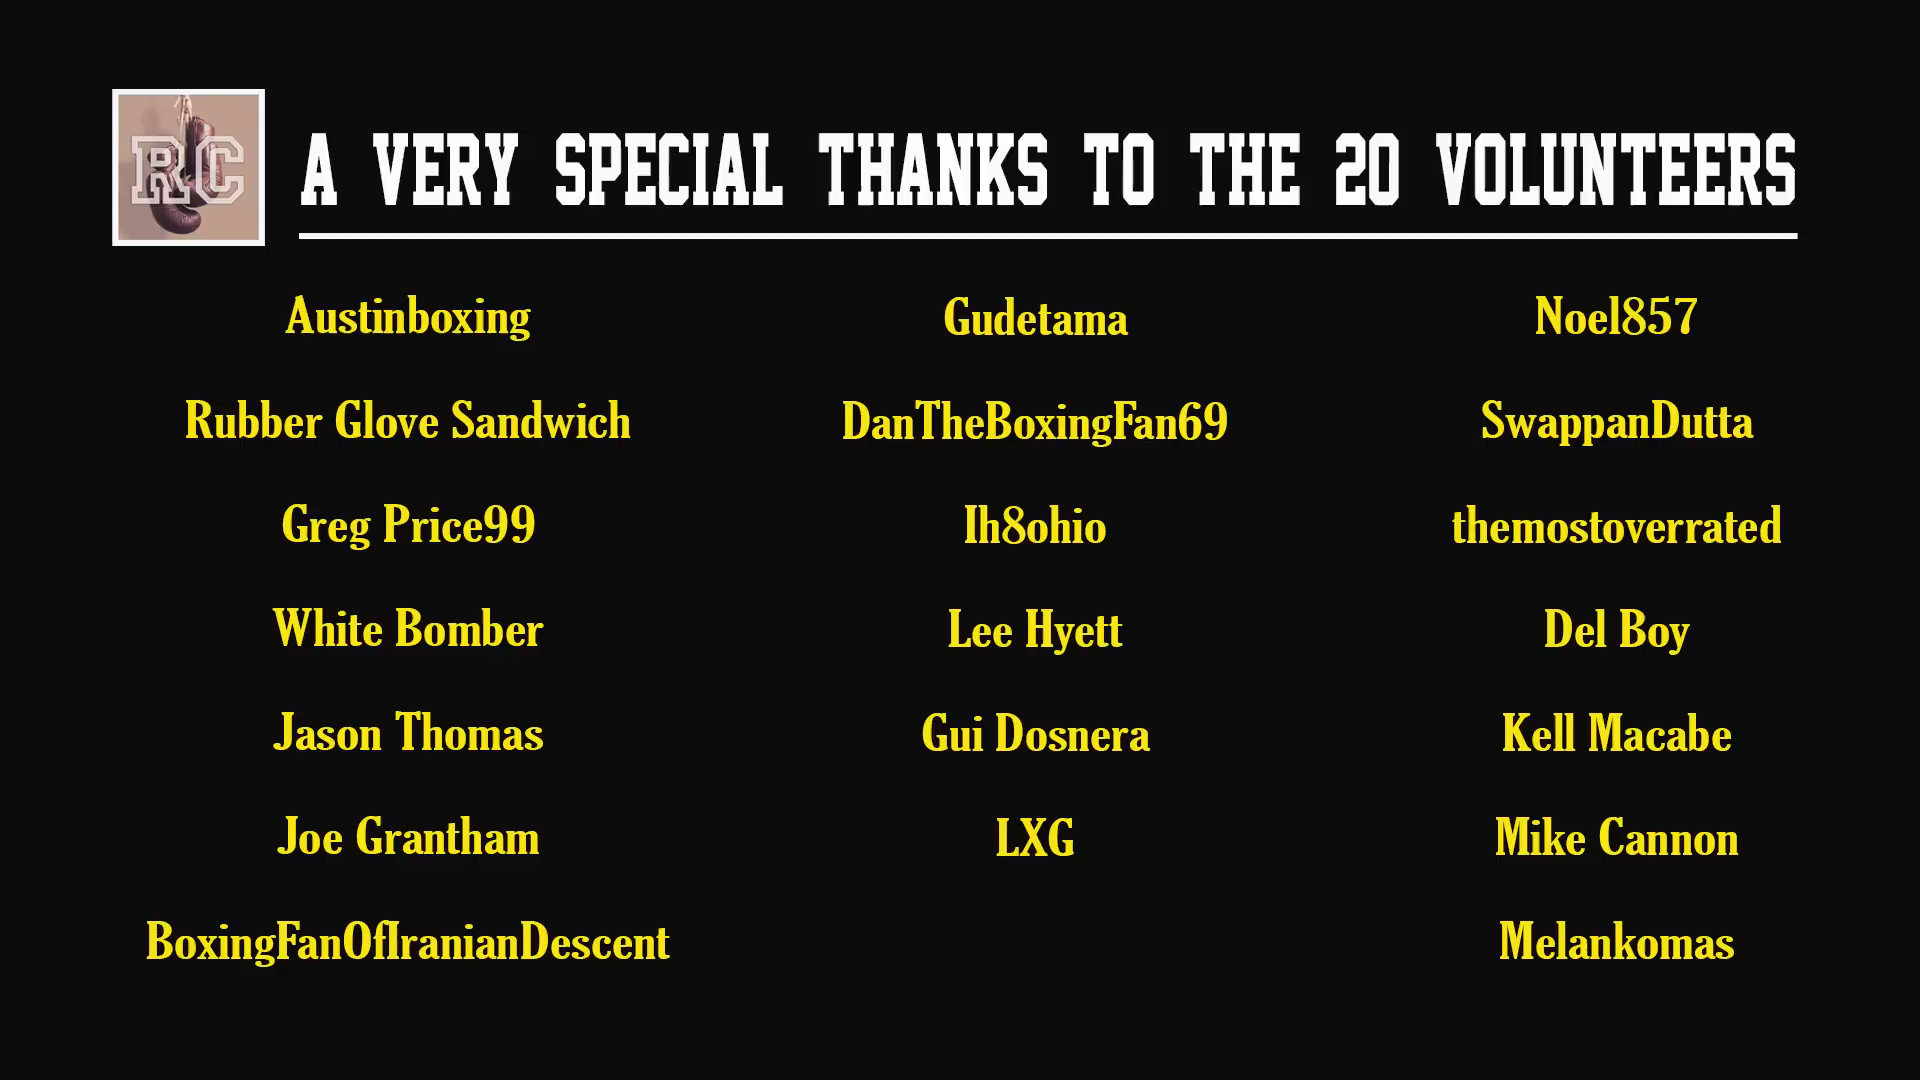 RC
A VERY SPECIAL THANKS TO THE 20 VOLUNTEERS
Austinboxing
Rubber Glove Sandwich
Greg Price99
White Bomber
Jason Thomas
Joe Grantham
BoxingFanOfIranianDescent
Gudetama
DanTheBoxingFan69
Ih8ohio
Lee Hyett
Gui Dosnera
LXG
Noel857
SwappanDutta
themostoverrated
Del Boy
Kell Macabe
Mike Cannon
Melankomas